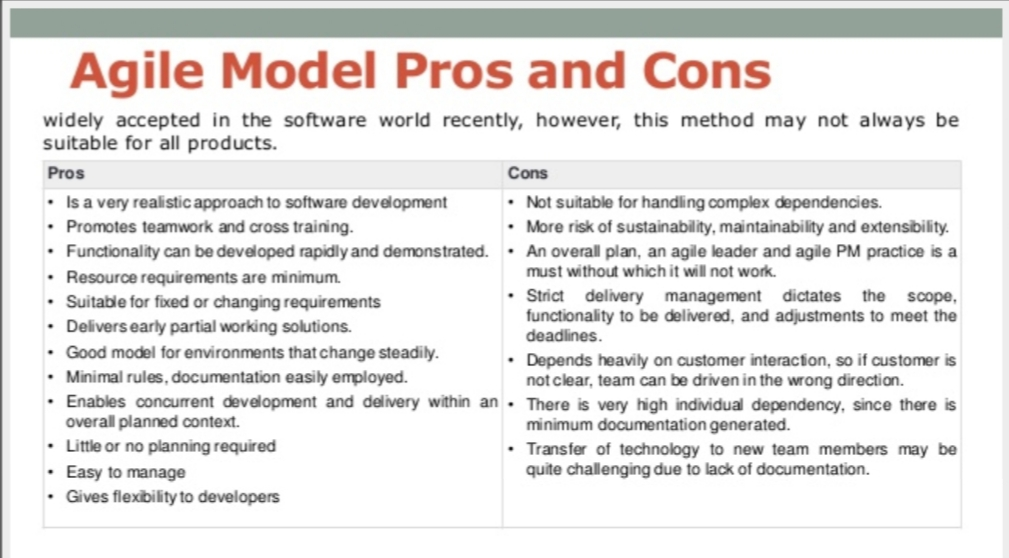 Agile Model Pros and Cons
widely accepted in the software world recently, however, this method may not always be
suitable for all products.
Pros
• Is a very realistic approach to software development
• Promotes teamwork and cross training.
• Functionality can be developed rapidly and demonstrated.
• Resource requirements are minimum.
• Suitable for fixed or changing requirements
• Delivers early partial working solutions.
• Good model for environments that change steadily.
• Minimal rules, documentation easily employed.
• Enables concurrent development and delivery within an
overall planned context.
• Little or no planning required
• Easy to manage
• Gives flexibility to developers
Cons
• Not suitable for handling complex dependencies.
• More risk of sustainability, maintainability and extensibility.
• An overall plan, an agile leader and agile PM practice is a
must without which it will not work.
• Strict delivery management dictates the scope,
functionality to be delivered, and adjustments to meet the
deadlines.
• Depends heavily on customer interaction, so if customer is
not clear, team can be driven in the wrong direction.
• There is very high individual dependency, since there is
minimum documentation generated.
• Transfer of technology to new team members may be
quite challenging due to lack of documentation.